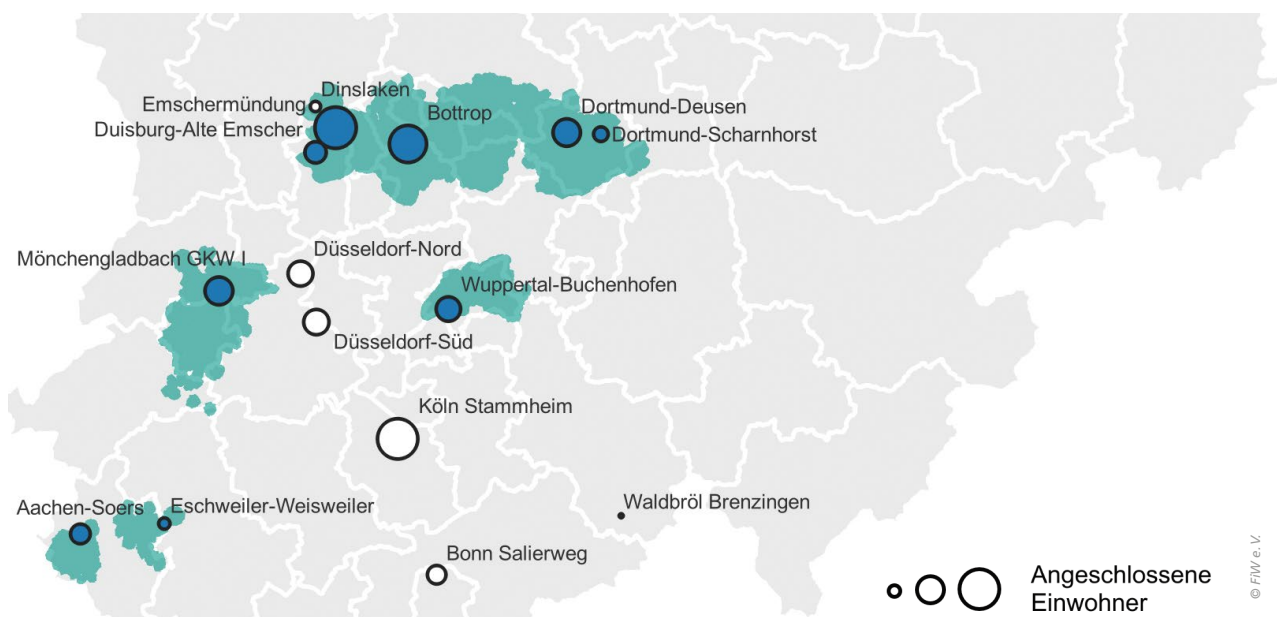 Dinslaken
Emschermündung
Bottrop
Dortmund-Deusen
Duisburg-Alte Emscher
Dortmund-Scharnhorst
Düsseldorf-Nord
Mönchengladbach GKW I
Wuppertal-Buchenhofen
Düsseldorf-Süd
Köln Stammheim
Aachen-Soers
Eschweiler-Weisweiler
Waldbröl Brenzingen
Bonn Salierweg
Angeschlossene
Einwohner
© FiW e. V.